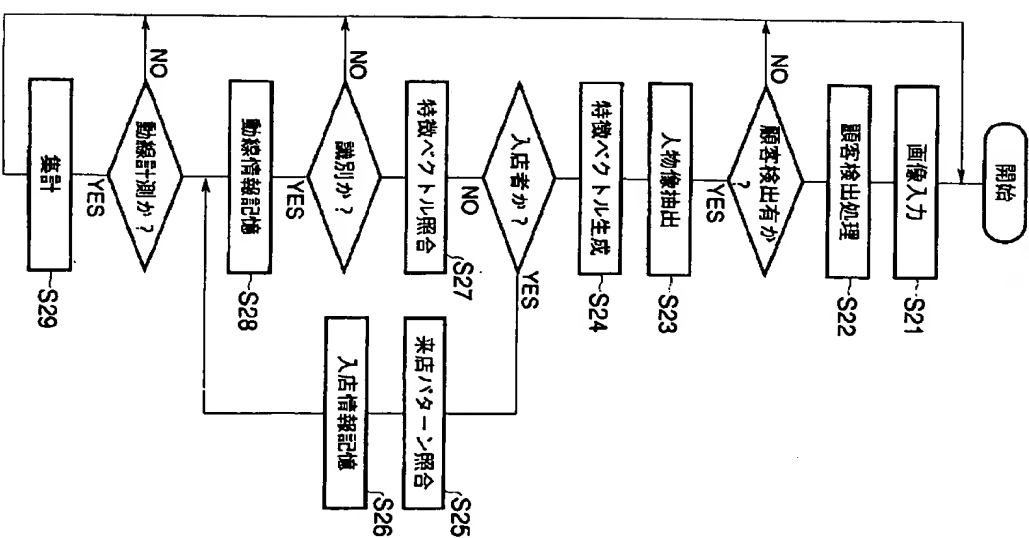 開始
画像入力
S21
顧客検出処理
S22
顧客検出有か
?
NO
YES
人物像抽出
S23
特徴ベクトル生成
S24
入店者か?
YES
NO
来店パターン照合
S25
入店情報記憶
S26
特徴ベクトル照合
S27
識別か?
NO
YES
動線情報記憶
S28
動線計測か?
NO
YES
集計
S29